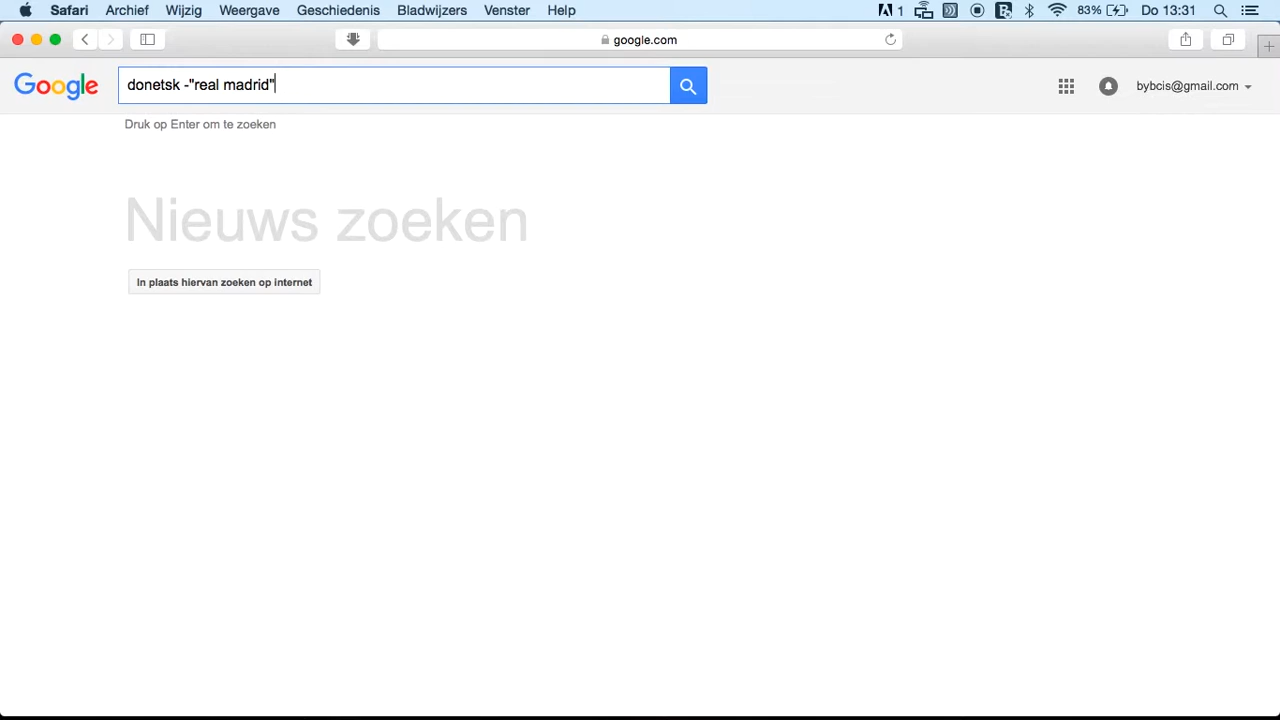 Safari Archief Wijzig Weergave Geschiedenis Bladwijzers Venster Help 1 83% Do 13:31
google.com
Google donetsk -"real madrid" bybcis@gmail.com
Druk op Enter om te zoeken
Nieuws zoeken
In plaats hiervan zoeken op internet